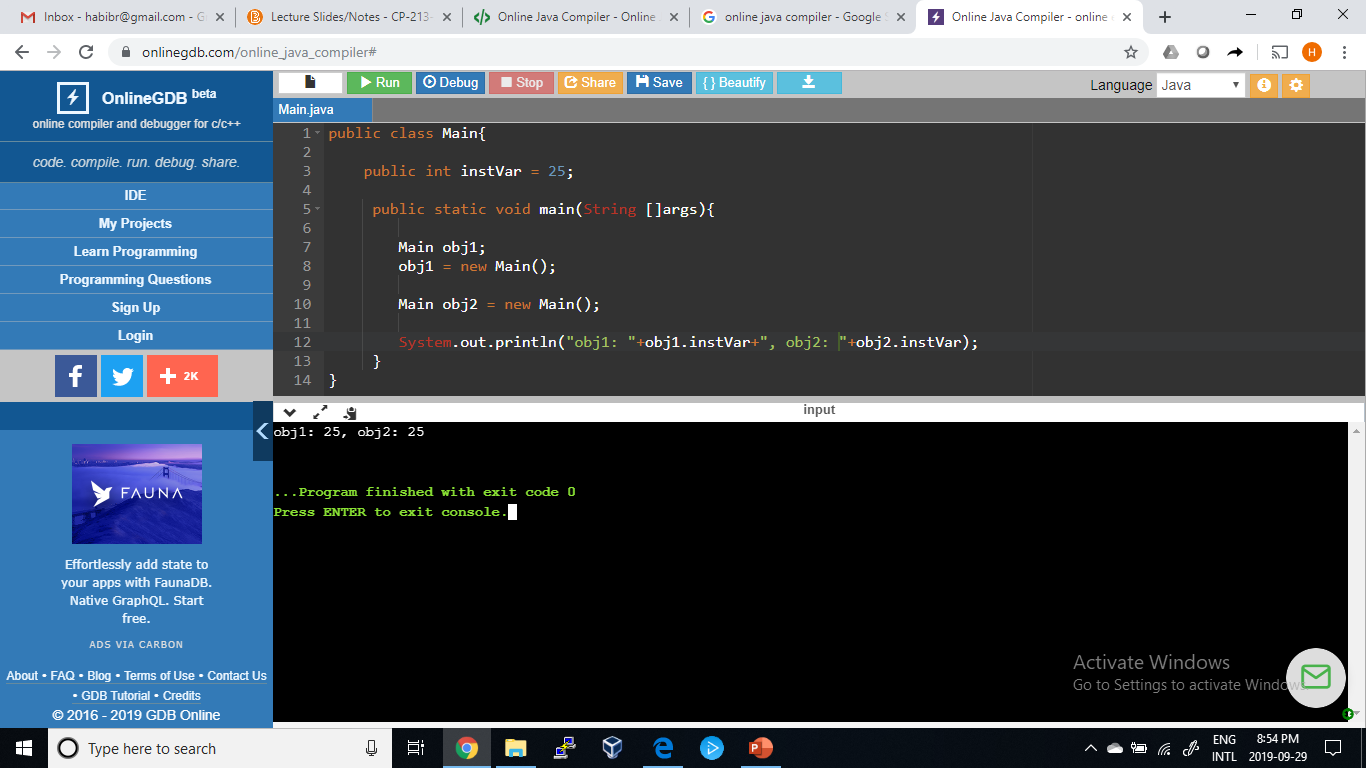 Inbox - habibr@gmail.com - G
Lecture Slides/Notes - CP-213-
Online Java Compiler - Online
online java compiler - Google S
Online Java Compiler - online
onlinegdb.com/online_java_compiler#
H
OnlineGDB beta
online compiler and debugger for c/c++
code. compile. run. debug. share.
IDE
My Projects
Learn Programming
Programming Questions
Sign Up
Login
f + 2K
FAUNA
Effortlessly add state to
your apps with FaunaDB.
Native GraphQL. Start
free.
ADS VIA CARBON
About • FAQ • Blog • Terms of Use • Contact Us
• GDB Tutorial • Credits
© 2016 - 2019 GDB Online
Run Debug Stop Share Save { } Beautify
Language Java
Main.java
1 public class Main{
2
3 public int instVar = 25;
4
5 public static void main(String []args){
6
7 Main obj1;
8 obj1 = new Main();
9
10 Main obj2 = new Main();
11
12 System.out.println("obj1: "+obj1.instVar+", obj2: "+obj2.instVar);
13 }
14 }
input
obj1: 25, obj2: 25
...Program finished with exit code 0
Press ENTER to exit console.
Activate Windows
Go to Settings to activate Windows.
Type here to search
ENG
INTL
8:54 PM
2019-09-29